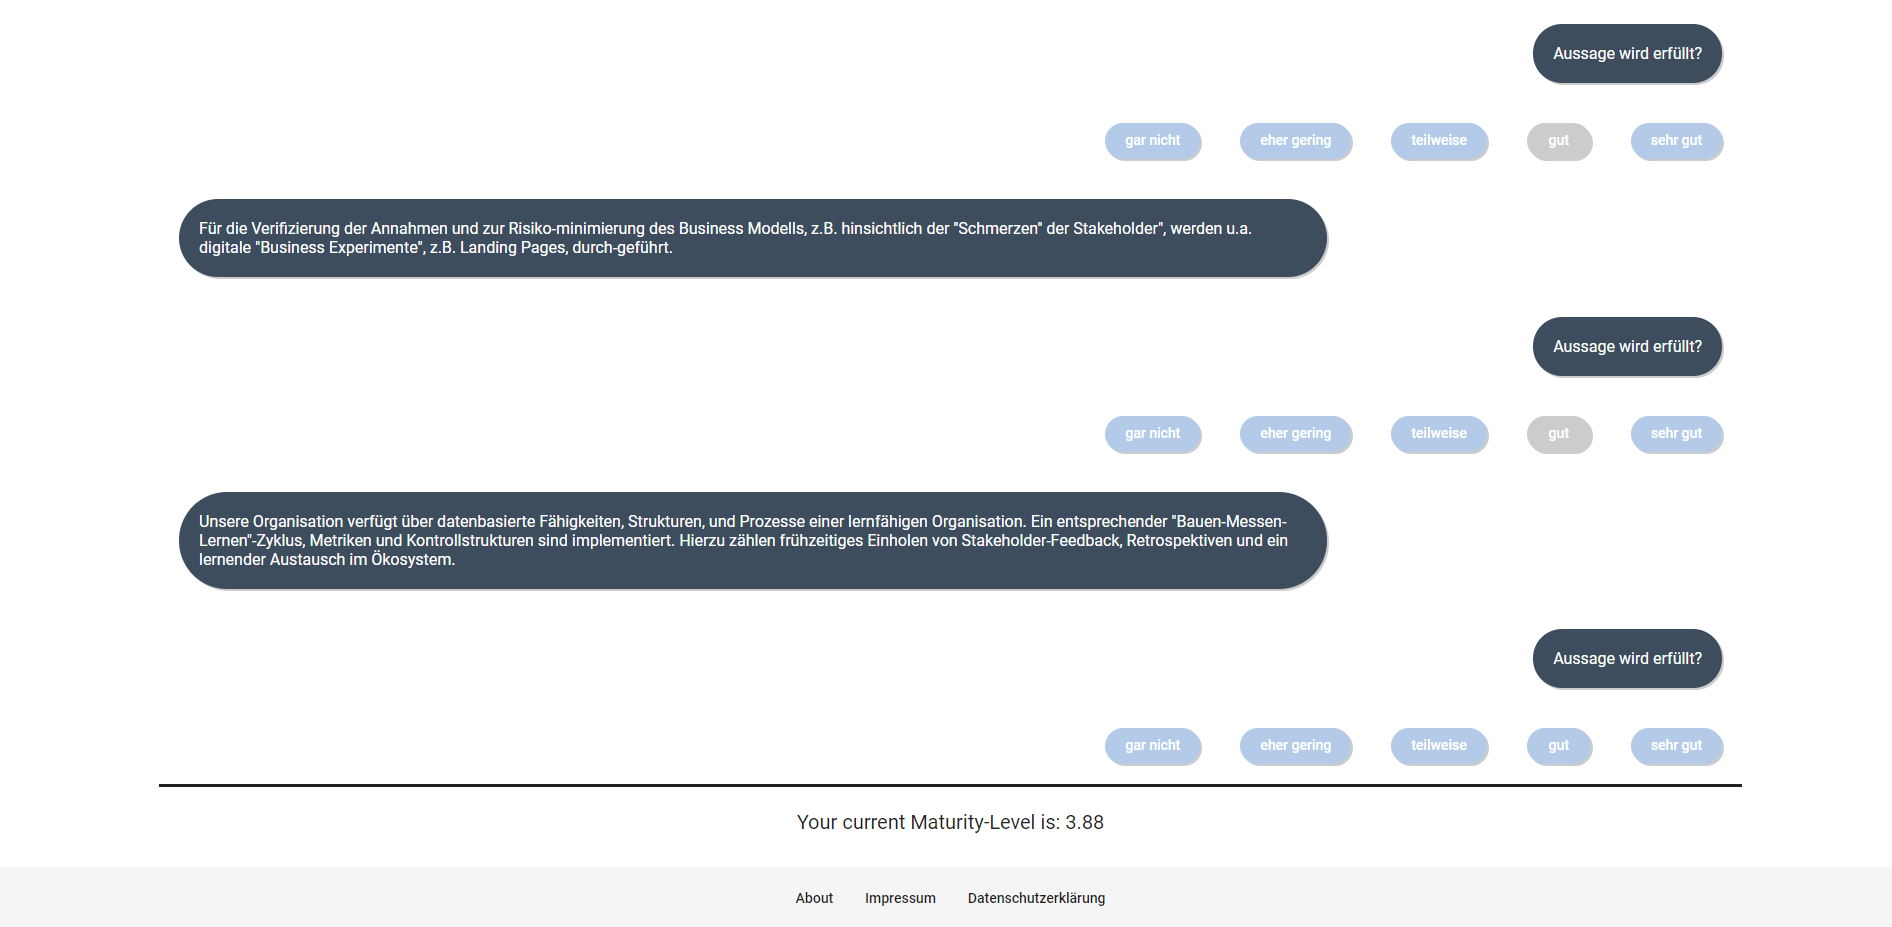 Aussage wird erfüllt?
gar nicht eher gering teilweise gut sehr gut
Für die Verifizierung der Annahmen und zur Risiko-minimierung des Business Modells, z.B. hinsichtlich der "Schmerzen" der Stakeholder", werden u.a.
digitale "Business Experimente", z.B. Landing Pages, durch-geführt.
Aussage wird erfüllt?
gar nicht eher gering teilweise gut sehr gut
Unsere Organisation verfügt über datenbasierte Fähigkeiten, Strukturen, und Prozesse einer lernfähigen Organisation. Ein entsprechender "Bauen-Messen-
Lernen"-Zyklus, Metriken und Kontrollstrukturen sind implementiert. Hierzu zählen frühzeitiges Einholen von Stakeholder-Feedback, Retrospektiven und ein
lernender Austausch im Ökosystem.
Aussage wird erfüllt?
gar nicht eher gering teilweise gut sehr gut
Your current Maturity-Level is: 3.88
About Impressum Datenschutzerklärung